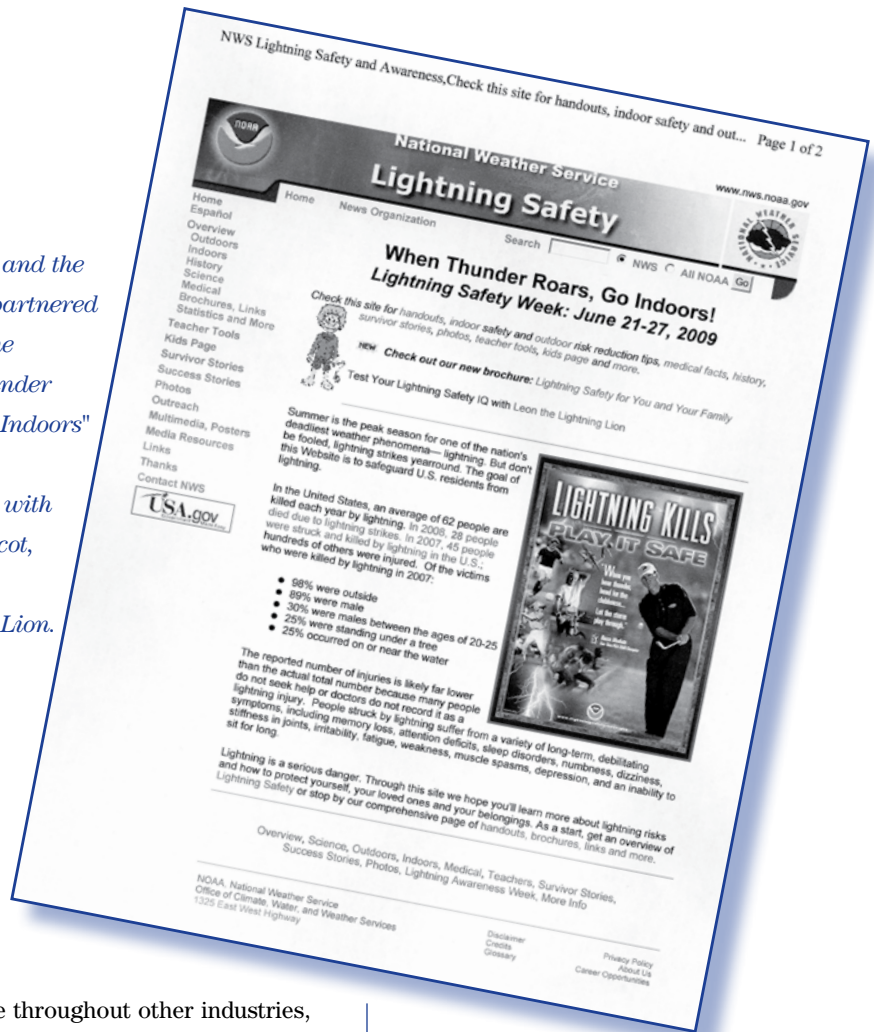 NWS Lightning Safety and Awareness,Check this site for handouts, indoor safety and out... Page 1 of 2
NOAA
National Weather Service
www.nws.noaa.gov
Lightning Safety
NATIONAL WEATHER SERVICE
Home
News Organization
Search
NWS
All NOAA
Go
Home
Español
Overview
Outdoors
Indoors
History
Science
Medical
Brochures, Links
Statistics and More
Teacher Tools
Kids Page
Survivor Stories
Success Stories
Photos
Outreach
Multimedia, Posters
Media Resources
Links
Thanks
Contact NWS
USA.gov
When Thunder Roars, Go Indoors!
Lightning Safety Week: June 21-27, 2009
Check this site for handouts, indoor safety and outdoor risk reduction tips, medical facts, history,
survivor stories, photos, teacher tools, kids page and more.
NEW Check out our new brochure: Lightning Safety for You and Your Family
Test Your Lightning Safety IQ with Leon the Lightning Lion
Summer is the peak season for one of the nation's
deadliest weather phenomena— lightning. But don't
be fooled, lightning strikes yearround. The goal of
this Website is to safeguard U.S. residents from
lightning.
In the United States, an average of 62 people are
killed each year by lightning. In 2008, 28 people
died due to lightning strikes. In 2007, 45 people
were struck and killed by lightning in the U.S.;
hundreds of others were injured. Of the victims
who were killed by lightning in 2007:
• 98% were outside
• 89% were male
• 30% were males between the ages of 20-25
• 25% were standing under a tree
• 25% occurred on or near the water
LIGHTNING KILLS
PLAY IT SAFE
"When you
hear thunder,
head for the
clubhouse...
Let the storm
play through."
The reported number of injuries is likely far lower
than the actual total number because many people
do not seek help or doctors do not record it as a
lightning injury. People struck by lightning suffer from a variety of long-term, debilitating
symptoms, including memory loss, attention deficits, sleep disorders, numbness, dizziness,
stiffness in joints, irritability, fatigue, weakness, muscle spasms, depression, and an inability to
sit for long.
Lightning is a serious danger. Through this site we hope you'll learn more about lightning risks
and how to protect yourself, your loved ones and your belongings. As a start, get an overview of
Lightning Safety or stop by our comprehensive page of handouts, brochures, links and more.
Overview, Science, Outdoors, Indoors, Medical, Teachers, Survivor Stories,
Success Stories, Photos, Lightning Awareness Week, More Info
NOAA, National Weather Service
Office of Climate, Water, and Weather Services
1325 East West Highway
Disclaimer
Credits
Glossary
Privacy Policy
About Us
Career Opportunities
and the
partnered
nder
Indoors"
with
cot,
Lion.
e throughout other industries,